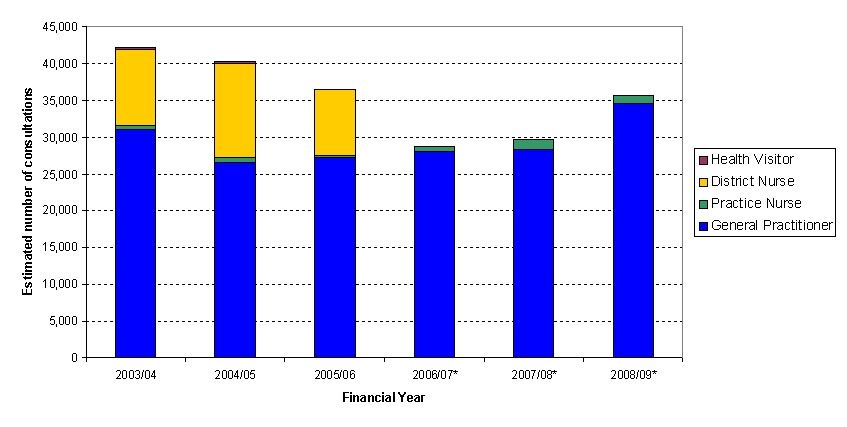 45,000
40,000
35,000
30,000
25,000
20,000
15,000
10,000
5,000
0
Estimated number of consultations
2003/04 2004/05 2005/06 2006/07* 2007/08* 2008/09*
Financial Year
Health Visitor
District Nurse
Practice Nurse
General Practitioner